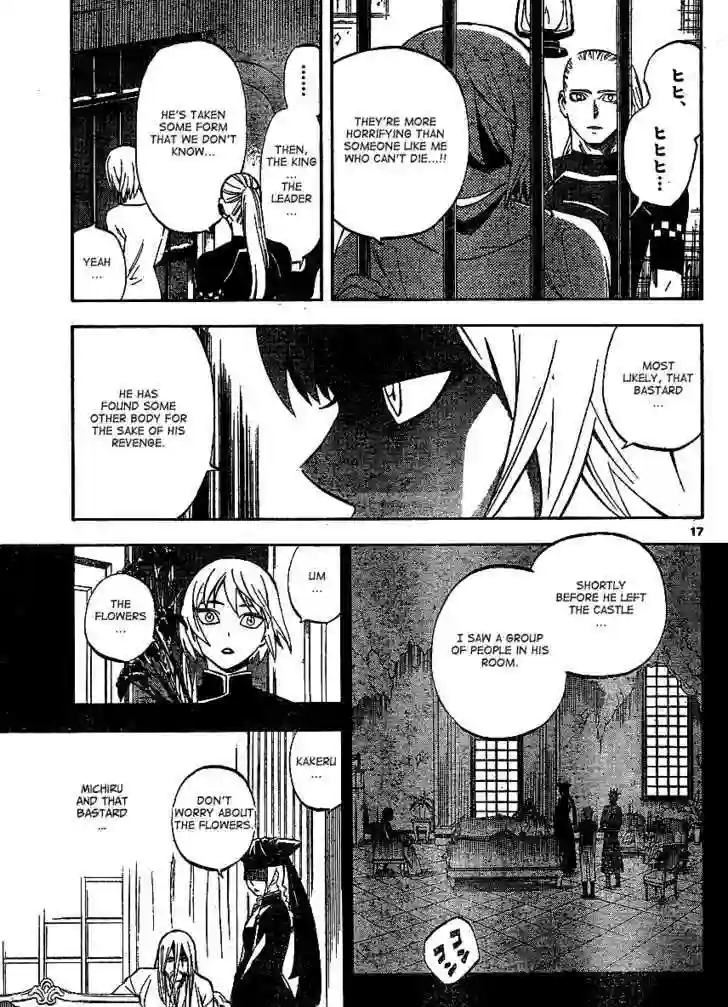 ヒヒ、
ヒヒヒ…
THEY'RE MORE
HORRIFYING THAN
SOMEONE LIKE ME
WHO CAN'T DIE...!!
......
THEN,
THE KING
...
THE
LEADER
...
HE'S TAKEN
SOME FORM
THAT WE DON'T
KNOW...
YEAH
...
MOST
LIKELY, THAT
BASTARD
...
HE HAS
FOUND SOME
OTHER BODY FOR
THE SAKE OF HIS
REVENGE.
17
SHORTLY
BEFORE HE LEFT
THE CASTLE
...
I SAW A GROUP
OF PEOPLE IN HIS
ROOM.
UM
...
THE
FLOWERS
...
KAKERU
...
DON'T
WORRY ABOUT
THE FLOWERS.
MICHIRU
AND THAT
BASTARD
...